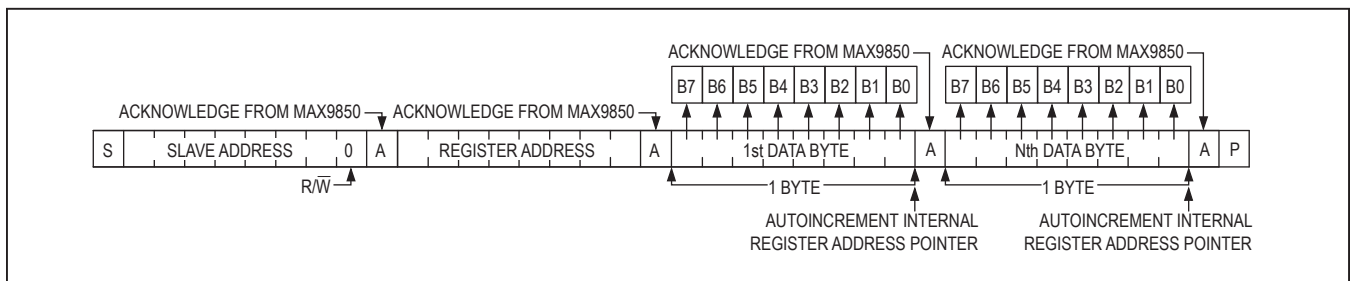 ACKNOWLEDGE FROM MAX9850 ACKNOWLEDGE FROM MAX9850
B7 B6 B5 B4 B3 B2 B1 B0 B7 B6 B5 B4 B3 B2 B1 B0
ACKNOWLEDGE FROM MAX9850 ACKNOWLEDGE FROM MAX9850
S SLAVE ADDRESS 0 A REGISTER ADDRESS A 1st DATA BYTE A Nth DATA BYTE A P
R/W̅ 1 BYTE 1 BYTE
AUTOINCREMENT INTERNAL AUTOINCREMENT INTERNAL
REGISTER ADDRESS POINTER REGISTER ADDRESS POINTER